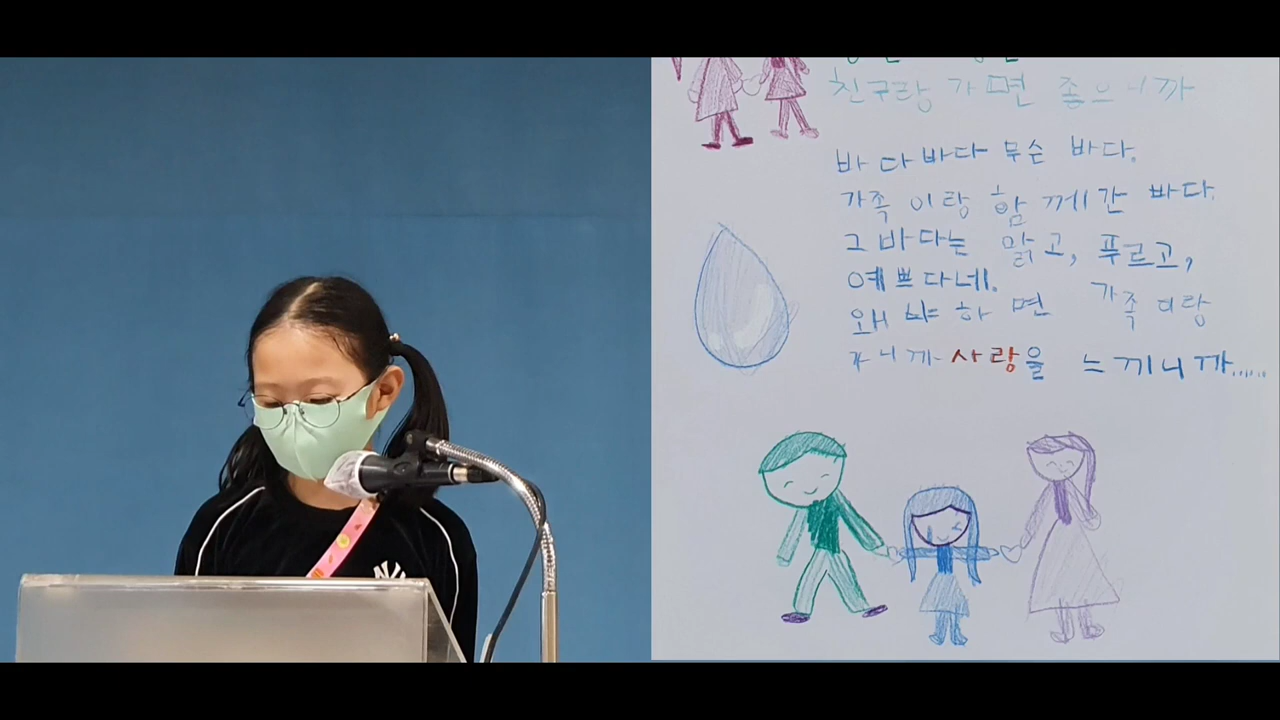 친구랑 가면 좋으니까
바다바다 무슨 바다.
가족이랑 함께간 바다.
그 바다는 맑고, 푸르고,
예쁘다네.
왜냐하면 가족이랑
가니까 사랑을 느끼니까......
NY